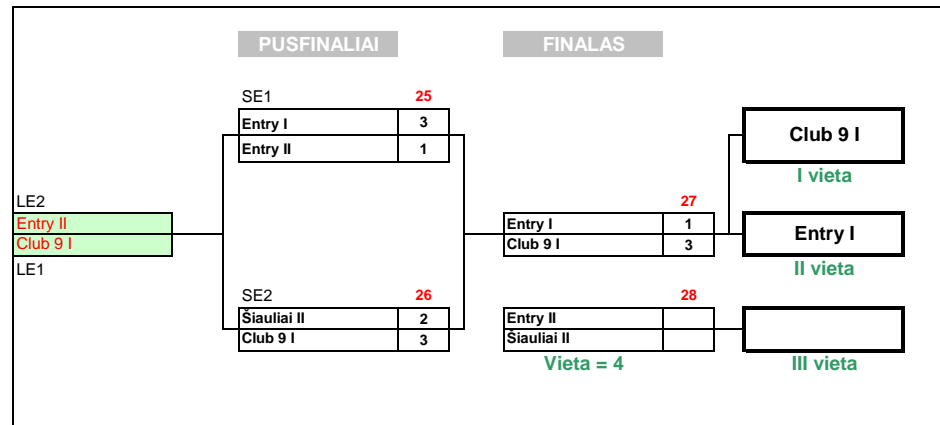 PUSFINALIAI
FINALAS
SE1 25
Entry I 3
Entry II 1
Club 9 I
I vieta
LE2
Entry II
Club 9 I
LE1
27
Entry I 1
Club 9 I 3
Entry I
II vieta
SE2 26
Šiauliai II 2
Club 9 I 3
28
Entry II
Šiauliai II
Vieta = 4
III vieta